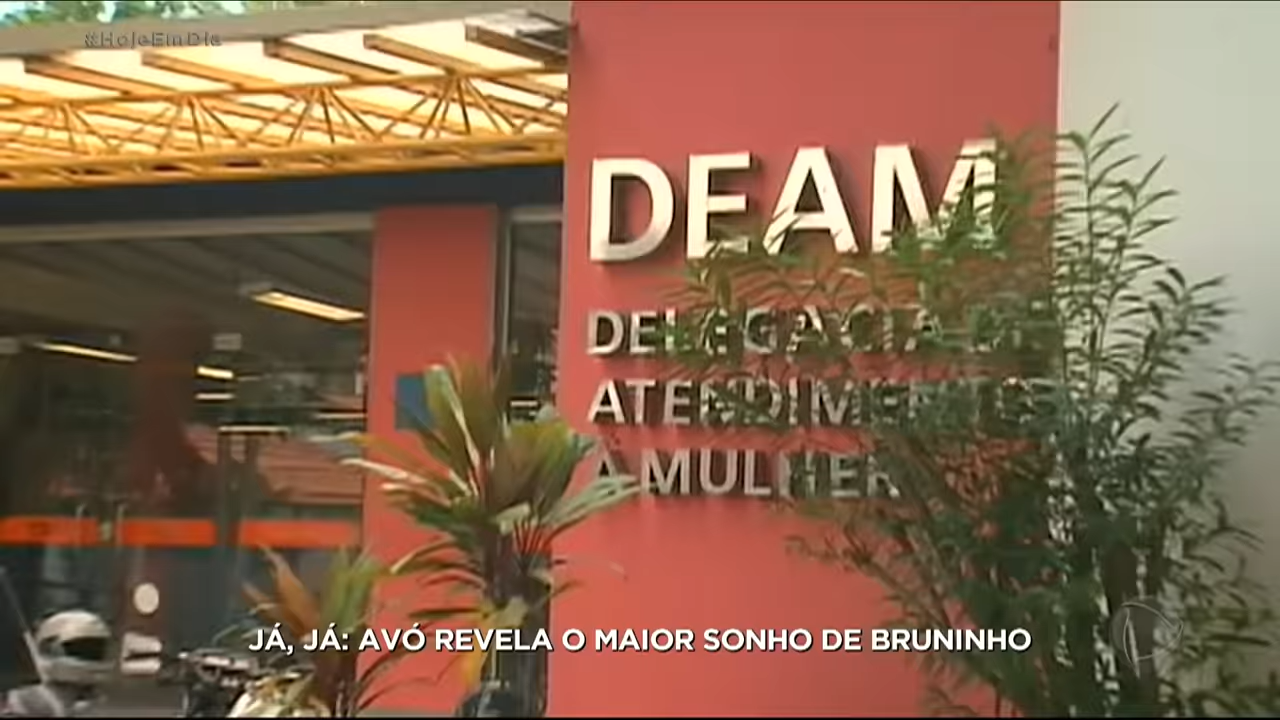 #HojeEmDia
DEAM
DELEGACIA DE
ATENDIMENTO
À MULHER
JÁ, JÁ: AVÓ REVELA O MAIOR SONHO DE BRUNINHO